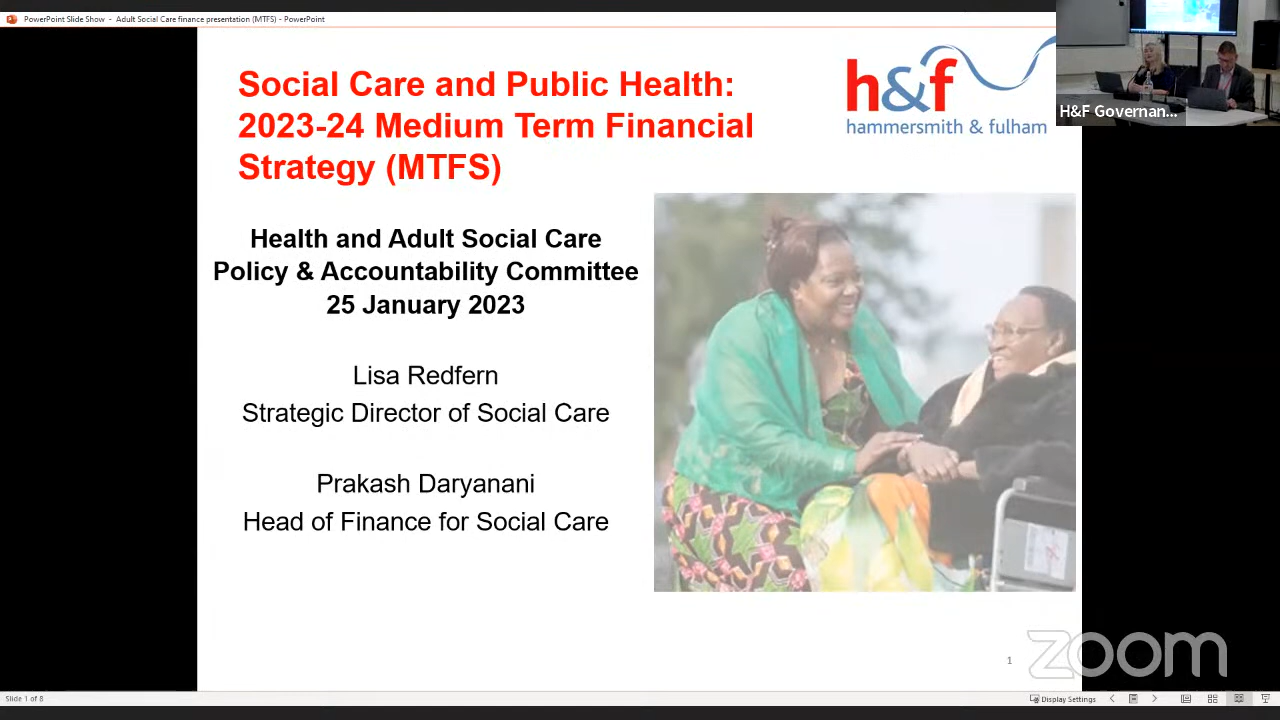 PowerPoint Slide Show - Adult Social Care finance presentation (MTFS) - PowerPoint
Social Care and Public Health:
2023-24 Medium Term Financial
Strategy (MTFS)
h&f
hammersmith & fulham
H&F Governan...
Health and Adult Social Care
Policy & Accountability Committee
25 January 2023
Lisa Redfern
Strategic Director of Social Care
Prakash Daryanani
Head of Finance for Social Care
1
zoom
Slide 1 of 8
Display Settings